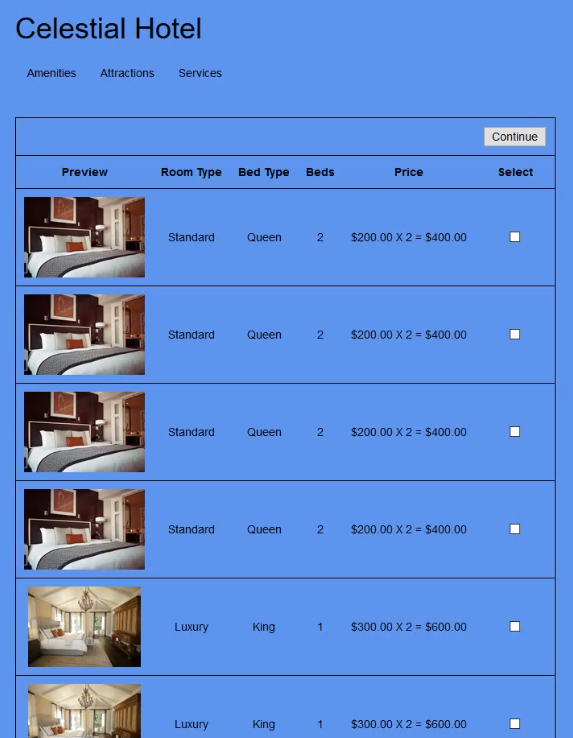 Celestial Hotel
Amenities Attractions Services
Continue
Preview Room Type Bed Type Beds Price Select
Standard Queen 2 $200.00 X 2 = $400.00
Standard Queen 2 $200.00 X 2 = $400.00
Standard Queen 2 $200.00 X 2 = $400.00
Standard Queen 2 $200.00 X 2 = $400.00
Luxury King 1 $300.00 X 2 = $600.00
Luxury King 1 $300.00 X 2 = $600.00